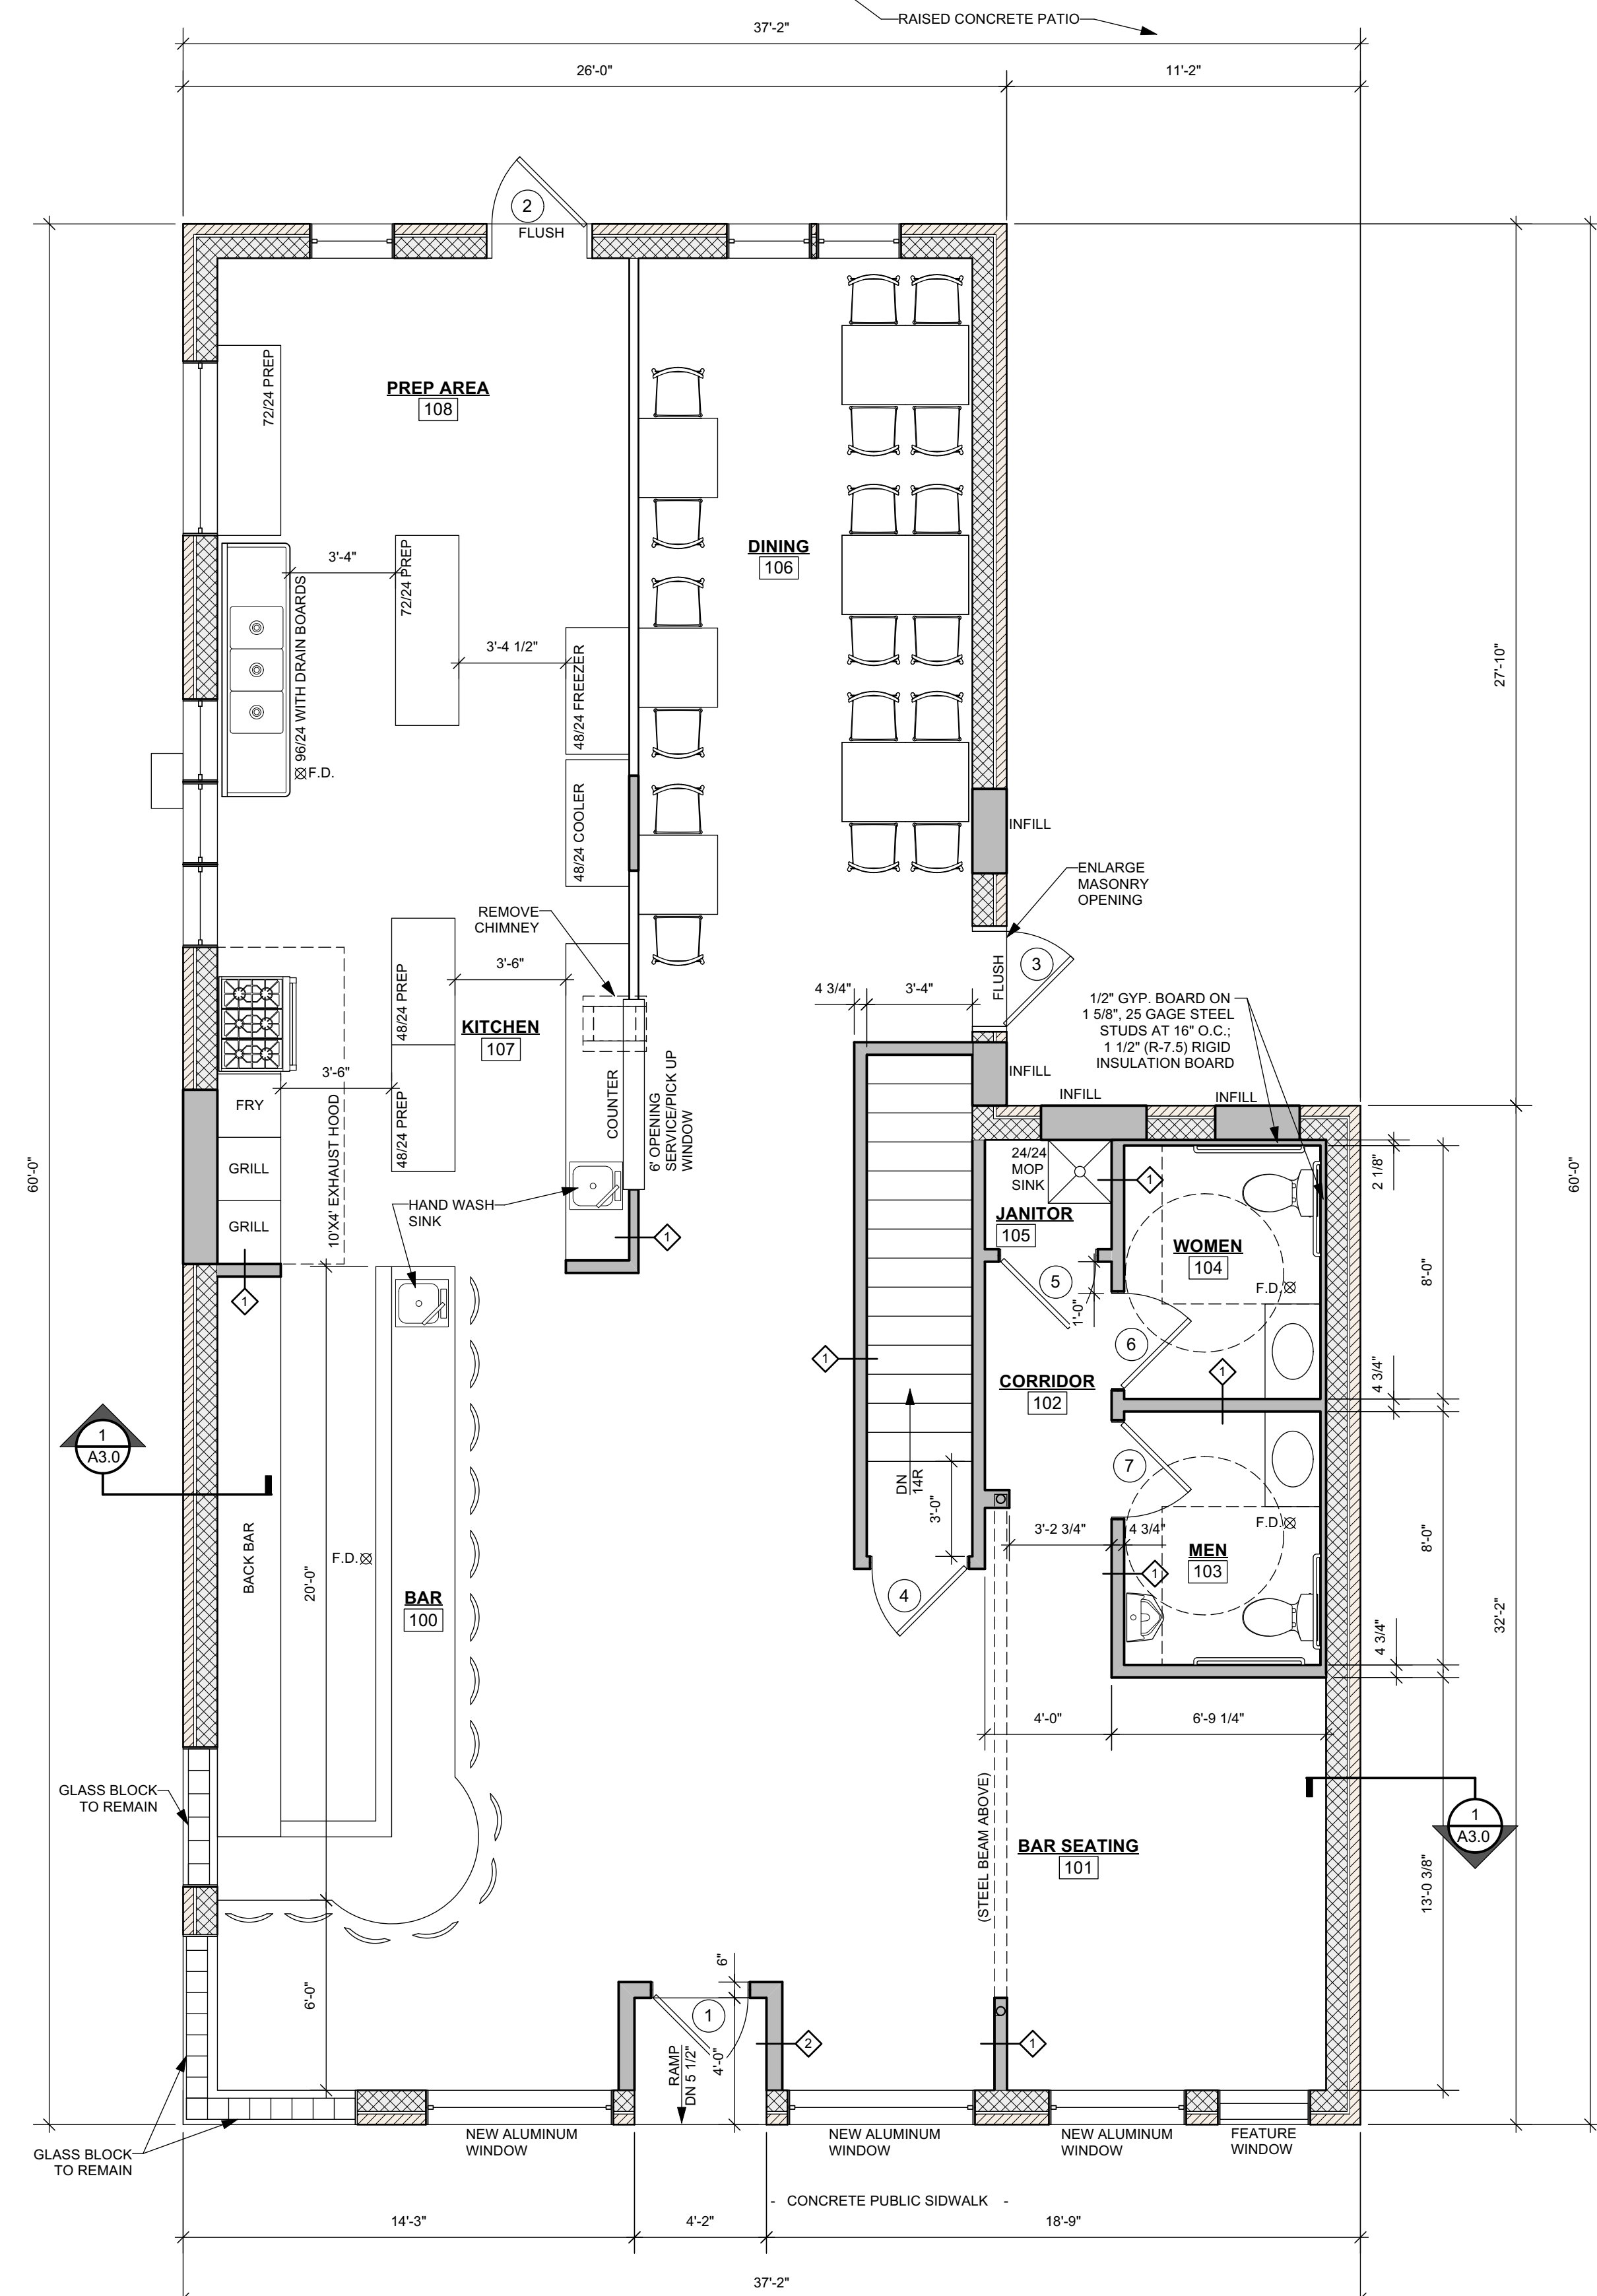 RAISED CONCRETE PATIO
37'-2"
26'-0"
11'-2"
2
FLUSH
72/24 PREP
PREP AREA
108
DINING
106
3'-4"
72/24 PREP
96/24 WITH DRAIN BOARDS
3'-4 1/2"
48/24 FREEZER
27'-10"
F.D.
48/24 COOLER
INFILL
ENLARGE
MASONRY
OPENING
REMOVE
CHIMNEY
3'-6"
48/24 PREP
KITCHEN
107
FLUSH
3
4 3/4"
3'-4"
1/2" GYP. BOARD ON
1 5/8", 25 GAGE STEEL
STUDS AT 16" O.C.;
1 1/2" (R-7.5) RIGID
INSULATION BOARD
INFILL
INFILL
INFILL
3'-6"
FRY
GRILL
GRILL
10'X4' EXHAUST HOOD
48/24 PREP
COUNTER
6' OPENING
SERVICE/PICK UP
WINDOW
60'-0"
60'-0"
24/24
MOP
SINK
1
2 1/8"
HAND WASH
SINK
JANITOR
105
WOMEN
104
1
1
5
1'-0"
F.D.
8'-0"
6
1
1
4 3/4"
CORRIDOR
102
1
A3.0
7
DN
14R
3'-0"
3'-2 3/4"
4 3/4"
F.D.
MEN
103
1
8'-0"
BACK BAR
20'-0"
F.D.
BAR
100
4
4 3/4"
32'-2"
4'-0"
6'-9 1/4"
GLASS BLOCK
TO REMAIN
(STEEL BEAM ABOVE)
BAR SEATING
101
1
A3.0
13'-0 3/8"
6'-0"
6"
1
RAMP
DN 5 1/2"
4'-0"
2
1
GLASS BLOCK
TO REMAIN
NEW ALUMINUM
WINDOW
NEW ALUMINUM
WINDOW
NEW ALUMINUM
WINDOW
FEATURE
WINDOW
- CONCRETE PUBLIC SIDWALK -
14'-3"
4'-2"
18'-9"
37'-2"